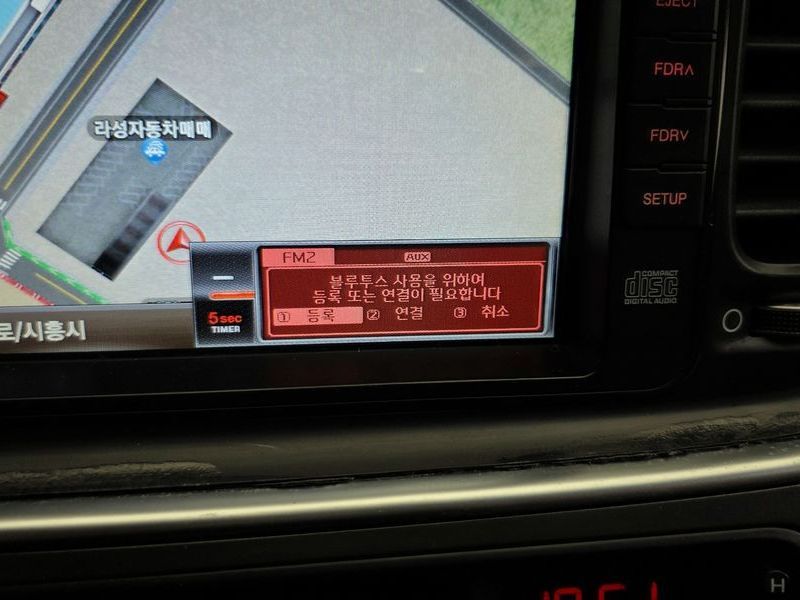 EJECT
FDR∧
FDR∨
SETUP
COMPACT
disc
DIGITAL AUDIO
라성자동차매매
FM2 AUX
블루투스 사용을 위하여
등록 또는 연결이 필요합니다
① 등록 ② 연결 ③ 취소
5sec
TIMER
로/시흥시
H